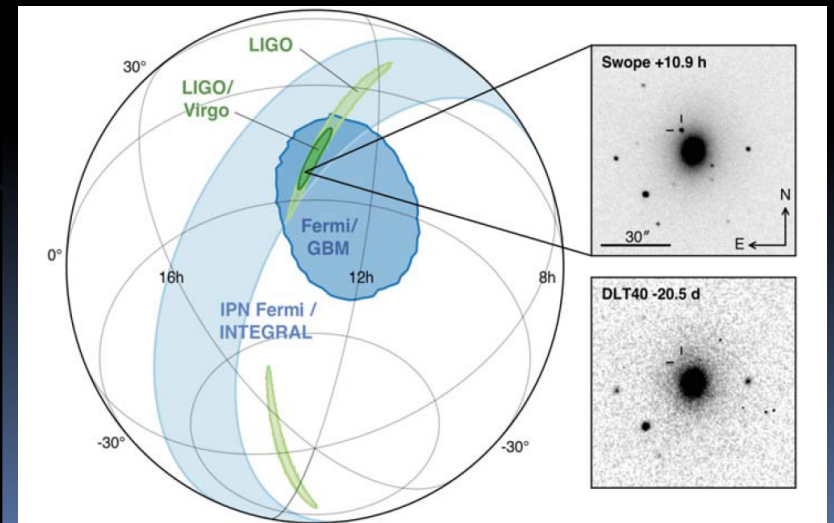 LIGO
30°
LIGO/
Virgo
Swope +10.9 h
N
E
30"
Fermi/
GBM
0°
16h
12h
8h
DLT40 -20.5 d
IPN Fermi /
INTEGRAL
-30°
-30°